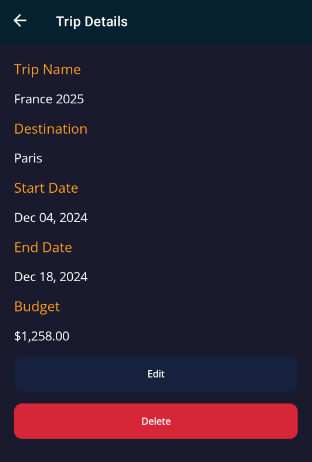 Trip Details
Trip Name
France 2025
Destination
Paris
Start Date
Dec 04, 2024
End Date
Dec 18, 2024
Budget
$1,258.00
Edit
Delete